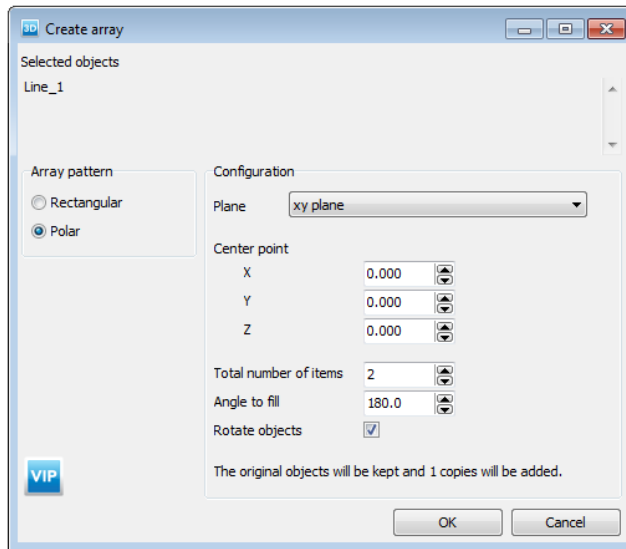 3D Create array
Selected objects
Line_1
Array pattern
Rectangular
Polar
Configuration
Plane xy plane
Center point
X 0.000
Y 0.000
Z 0.000
Total number of items 2
Angle to fill 180.0
Rotate objects
The original objects will be kept and 1 copies will be added.
VIP
OK Cancel